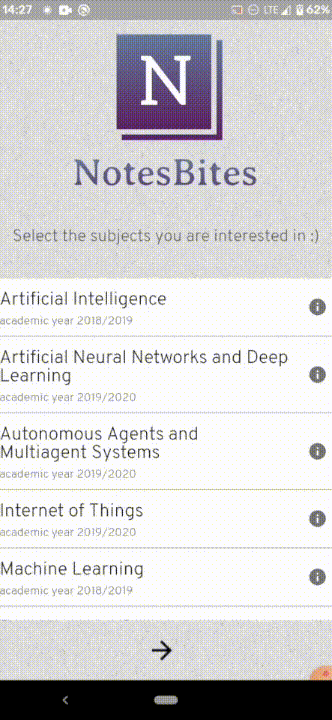 14:27 LTE 62%
N
NotesBites
Select the subjects you are interested in :)
Artificial Intelligence
academic year 2018/2019
Artificial Neural Networks and Deep
Learning
academic year 2019/2020
Autonomous Agents and
Multiagent Systems
academic year 2019/2020
Internet of Things
academic year 2019/2020
Machine Learning
academic year 2018/2019